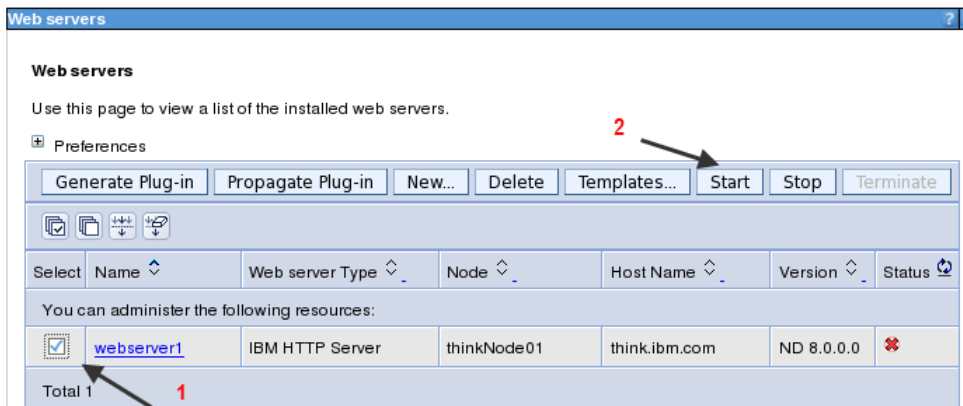 Web servers ?
Web servers
Use this page to view a list of the installed web servers.
2
Preferences
Generate Plug-in Propagate Plug-in New... Delete Templates... Start Stop Terminate
Select Name Web server Type Node Host Name Version Status
You can administer the following resources:
webserver1 IBM HTTP Server thinkNode01 think.ibm.com ND 8.0.0.0
Total 1 1